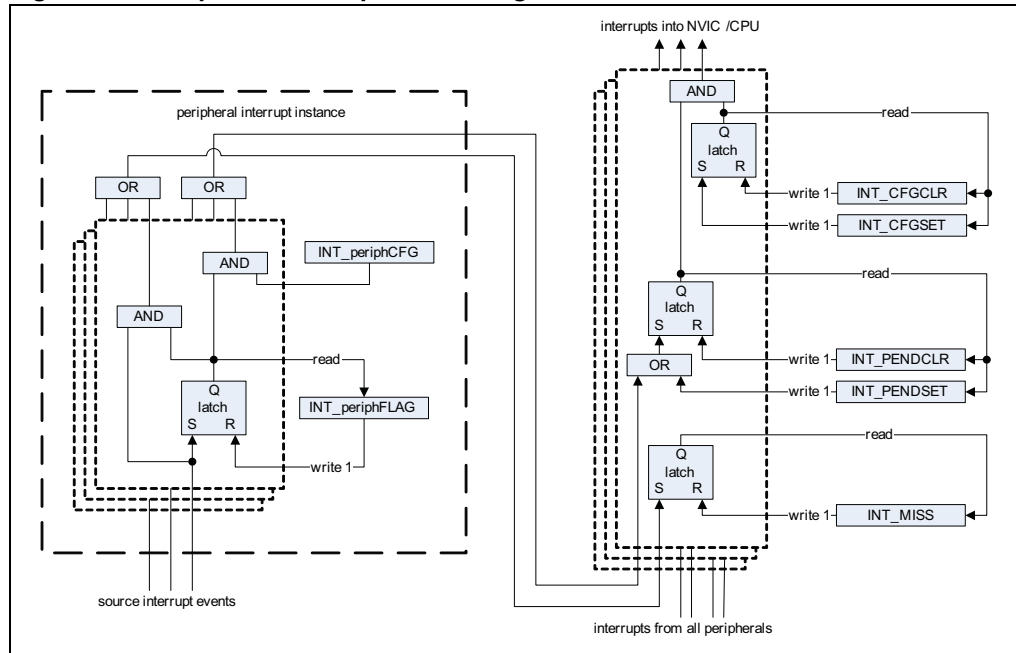 interrupts into NVIC /CPU
peripheral interrupt instance
OR
OR
AND
INT_periphCFG
AND
read
Q
latch
S R
INT_periphFLAG
write 1
source interrupt events
AND
read
Q
latch
S R
write 1
INT_CFGCLR
write 1
INT_CFGSET
read
Q
latch
S R
OR
write 1
INT_PENDCLR
write 1
INT_PENDSET
read
Q
latch
S R
write 1
INT_MISS
interrupts from all peripherals